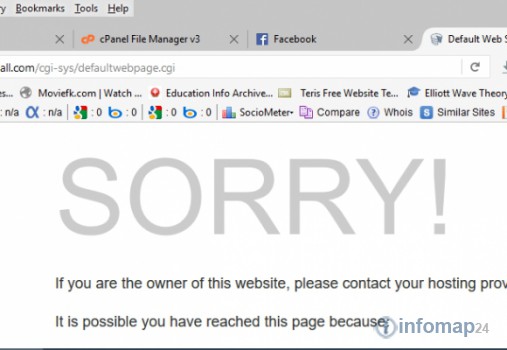 Bookmarks Tools Help
cPanel File Manager v3 Facebook Default Web S
all.com/cgi-sys/defaultwebpage.cgi
Moviefk.com | Watch ... Education Info Archive... Teris Free Website Te... Elliott Wave Theory
: n/a : n/a : 0 : 0 : 0 : 0 SocioMeter Compare Whois Similar Sites
SORRY!
If you are the owner of this website, please contact your hosting prov
It is possible you have reached this page because:
infomap24